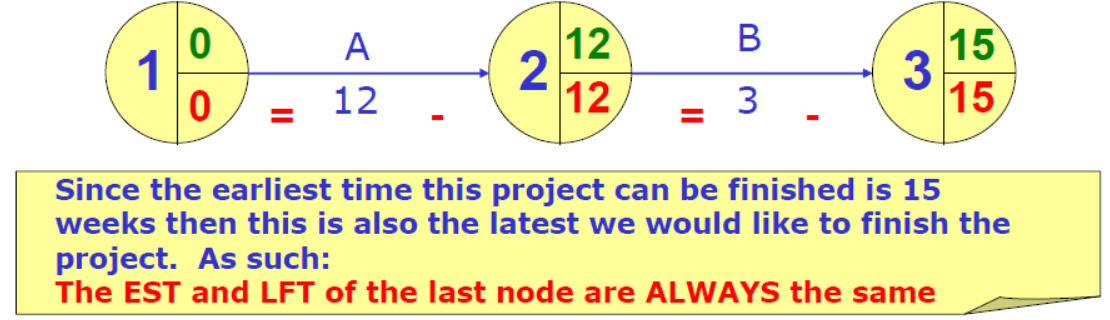 1 0 A 2 12 B 3 15
0 = 12 - 12 = 3 - 15
Since the earliest time this project can be finished is 15
weeks then this is also the latest we would like to finish the
project. As such:
The EST and LFT of the last node are ALWAYS the same